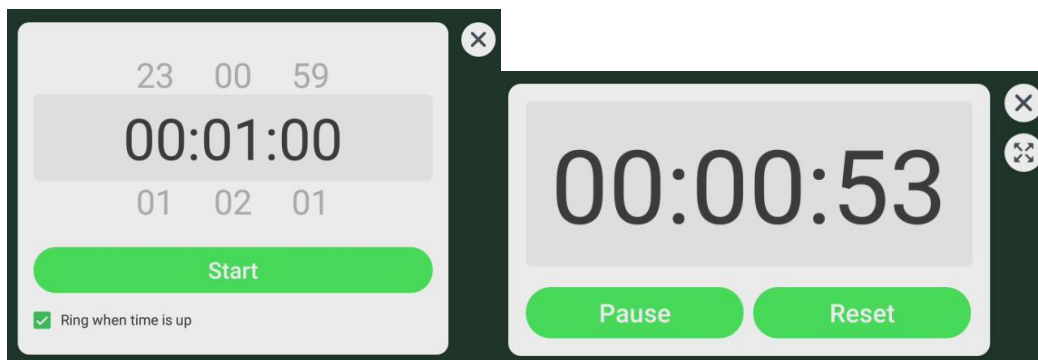 23 00 59
00:01:00
01 02 01
Start
Ring when time is up
00:00:53
Pause Reset